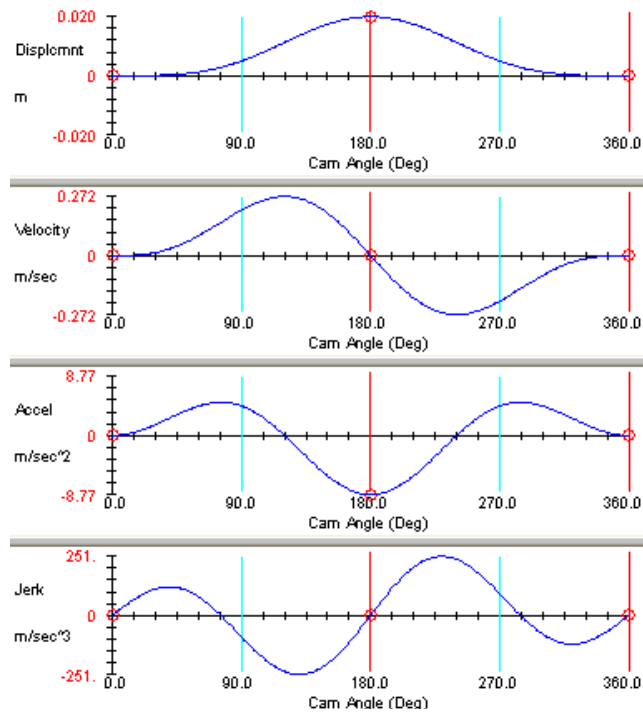 0.020
Displcmnt
0
m
-0.020
0.0 90.0 180.0 270.0 360.0
Cam Angle (Deg)
0.272
Velocity
0
m/sec
-0.272
0.0 90.0 180.0 270.0 360.0
Cam Angle (Deg)
8.77
Accel
0
m/sec^2
-8.77
0.0 90.0 180.0 270.0 360.0
Cam Angle (Deg)
251.
Jerk
0
m/sec^3
-251.
0.0 90.0 180.0 270.0 360.0
Cam Angle (Deg)